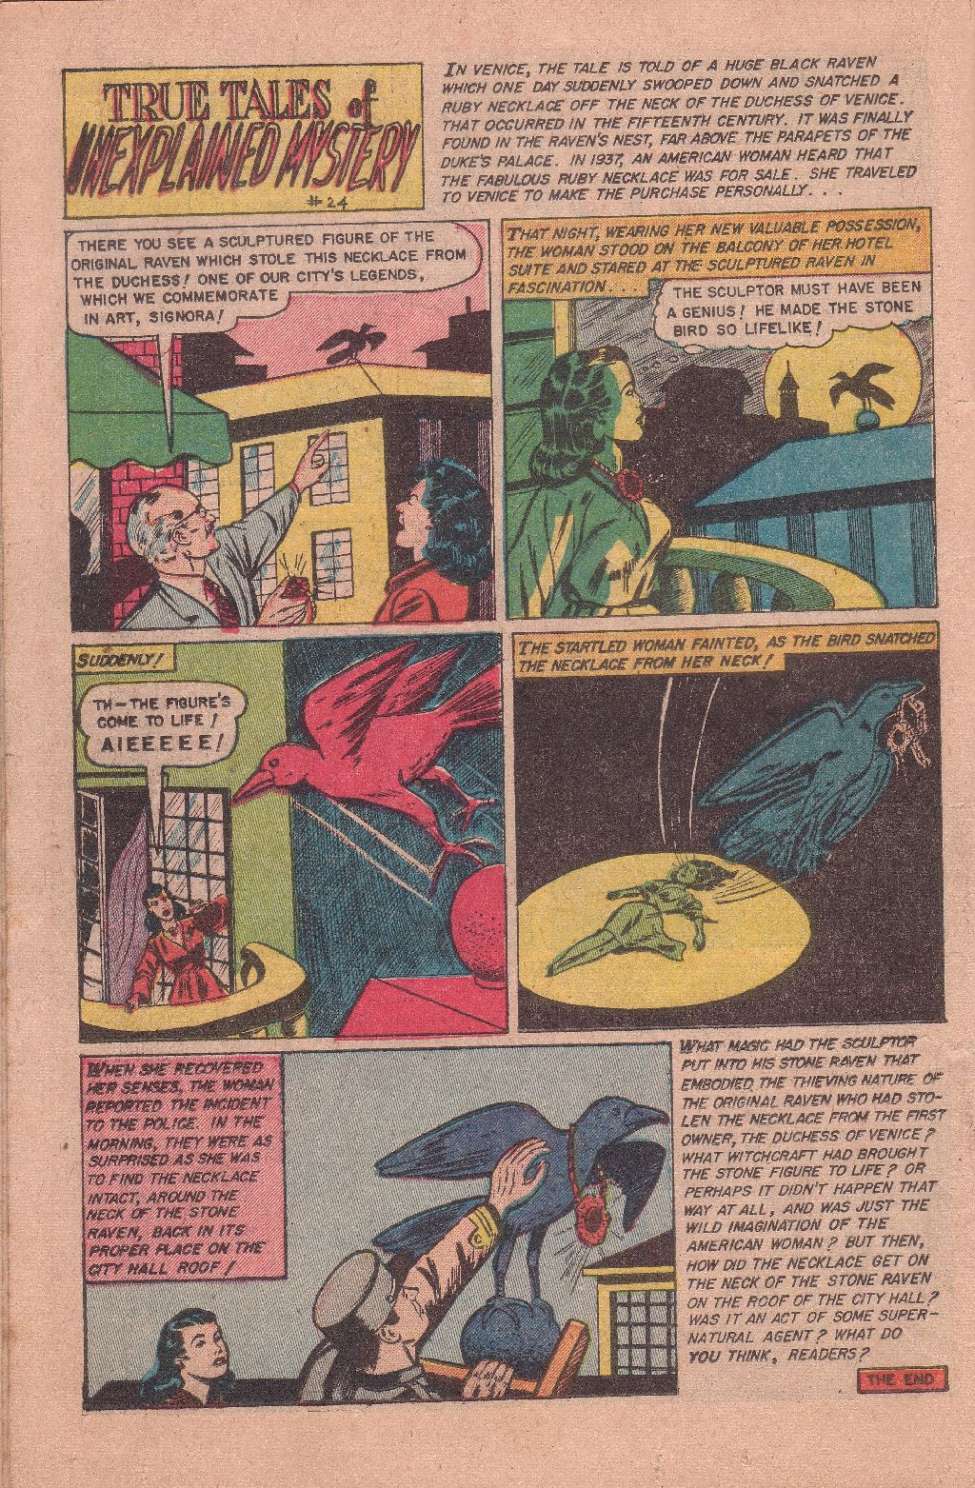 TRUE TALES of
UNEXPLAINED MYSTERY
#24
IN VENICE, THE TALE IS TOLD OF A HUGE BLACK RAVEN
WHICH ONE DAY SUDDENLY SWOOPED DOWN AND SNATCHED A
RUBY NECKLACE OFF THE NECK OF THE DUCHESS OF VENICE.
THAT OCCURRED IN THE FIFTEENTH CENTURY. IT WAS FINALLY
FOUND IN THE RAVEN'S NEST, FAR ABOVE THE PARAPETS OF THE
DUKE'S PALACE. IN 1937, AN AMERICAN WOMAN HEARD THAT
THE FABULOUS RUBY NECKLACE WAS FOR SALE. SHE TRAVELED
TO VENICE TO MAKE THE PURCHASE PERSONALLY . . .
THERE YOU SEE A SCULPTURED FIGURE OF THE
ORIGINAL RAVEN WHICH STOLE THIS NECKLACE FROM
THE DUCHESS! ONE OF OUR CITY'S LEGENDS,
WHICH WE COMMEMORATE
IN ART, SIGNORA!
THAT NIGHT, WEARING HER NEW VALUABLE POSSESSION,
THE WOMAN STOOD ON THE BALCONY OF HER HOTEL
SUITE AND STARED AT THE SCULPTURED RAVEN IN
FASCINATION. . .
THE SCULPTOR MUST HAVE BEEN
A GENIUS! HE MADE THE STONE
BIRD SO LIFELIKE!
SUDDENLY!
TH-THE FIGURE'S
COME TO LIFE!
AIEEEEEE!
THE STARTLED WOMAN FAINTED, AS THE BIRD SNATCHED
THE NECKLACE FROM HER NECK!
WHEN SHE RECOVERED
HER SENSES, THE WOMAN
REPORTED THE INCIDENT
TO THE POLICE. IN THE
MORNING, THEY WERE AS
SURPRISED AS SHE WAS
TO FIND THE NECKLACE
INTACT, AROUND THE
NECK OF THE STONE
RAVEN, BACK IN ITS
PROPER PLACE ON THE
CITY HALL ROOF!
WHAT MAGIC HAD THE SCULPTOR
PUT INTO HIS STONE RAVEN THAT
EMBODIED THE THIEVING NATURE OF
THE ORIGINAL RAVEN WHO HAD STO-
LEN THE NECKLACE FROM THE FIRST
OWNER, THE DUCHESS OF VENICE?
WHAT WITCHCRAFT HAD BROUGHT
THE STONE FIGURE TO LIFE? OR
PERHAPS IT DIDN'T HAPPEN THAT
WAY AT ALL, AND WAS JUST THE
WILD IMAGINATION OF THE
AMERICAN WOMAN? BUT THEN,
HOW DID THE NECKLACE GET ON
THE NECK OF THE STONE RAVEN
ON THE ROOF OF THE CITY HALL?
WAS IT AN ACT OF SOME SUPER-
NATURAL AGENT? WHAT DO
YOU THINK, READERS?
THE END